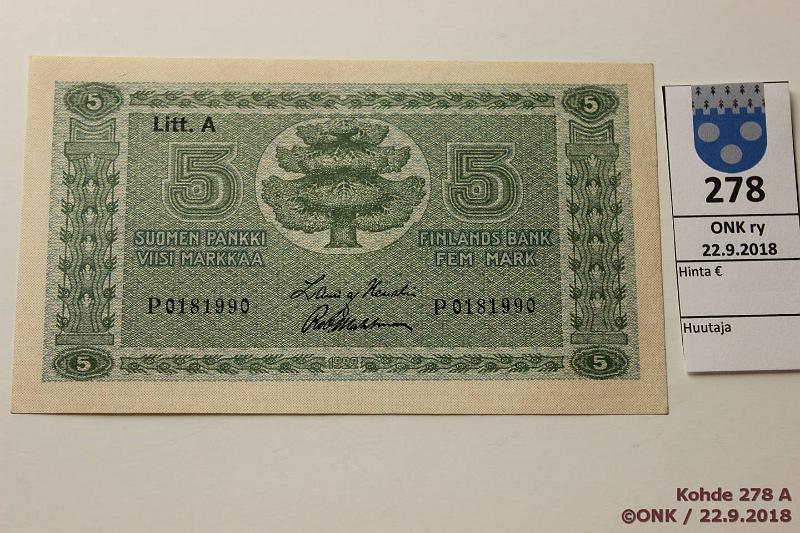 5
5
Litt. A
5
5
SUOMEN PANKKI
VIISI MARKKAA
FINLANDS BANK
FEM MARK
P0181990
P0181990
5
1922
5
278
ONK ry
22.9.2018
Hinta €
Huutaja
Kohde 278 A
©ONK / 22.9.2018